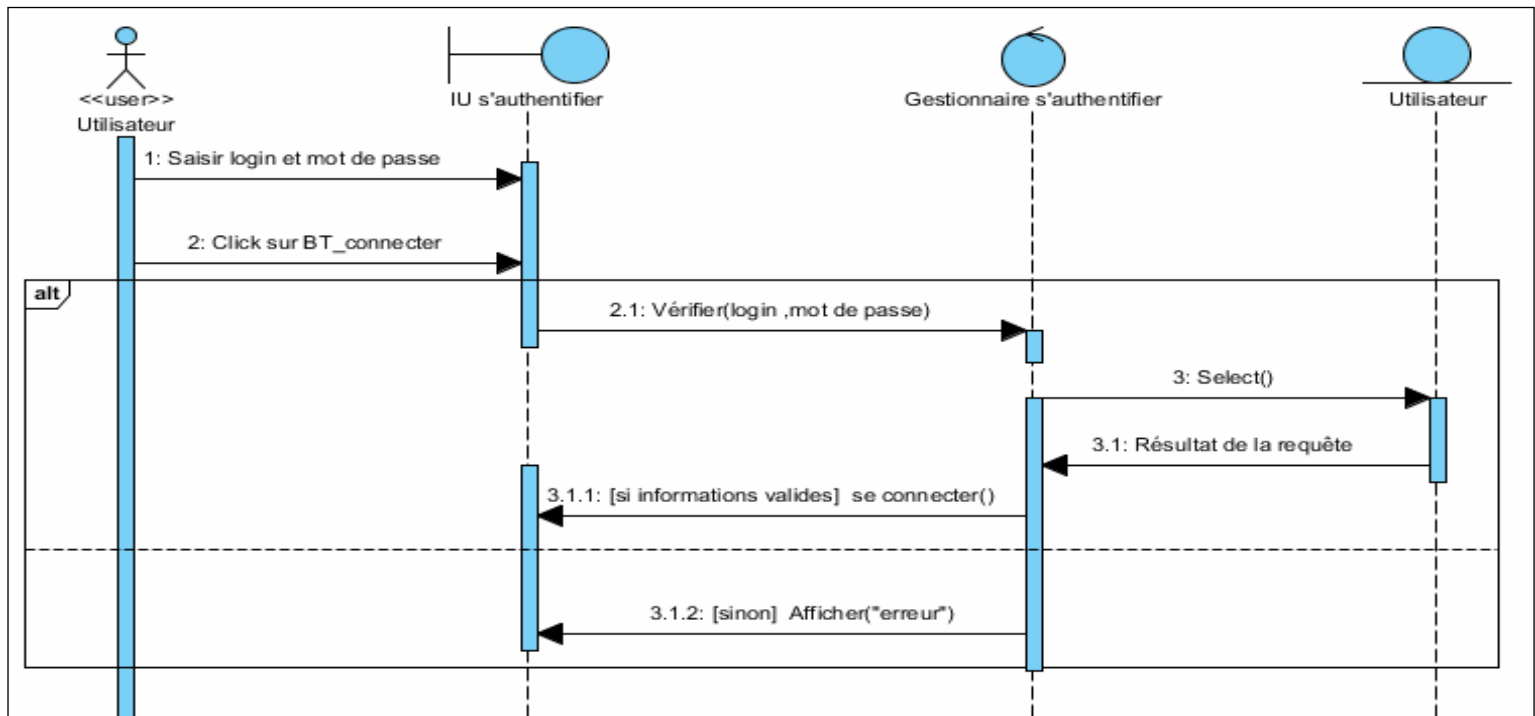 <<user>>
Utilisateur
IU s'authentifier
Gestionnaire s'authentifier
Utilisateur
1: Saisir login et mot de passe
2: Click sur BT_connecter
alt
2.1: Vérifier(login ,mot de passe)
3: Select()
3.1: Résultat de la requête
3.1.1: [si informations valides]  se connecter()
3.1.2: [sinon]  Afficher("erreur")